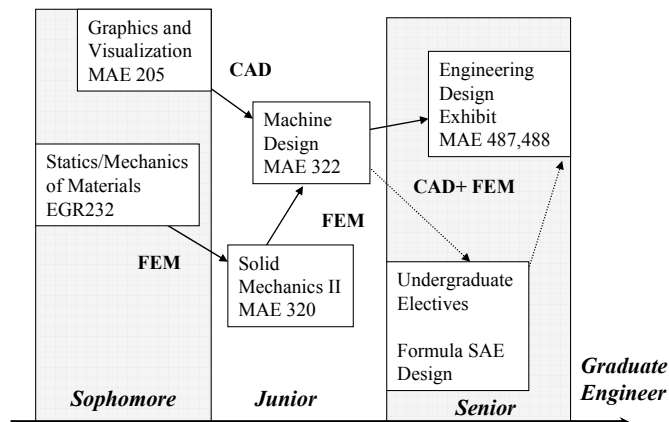 Graphics and
Visualization
MAE 205
CAD
Engineering
Design
Exhibit
MAE 487,488
Machine
Design
MAE 322
Statics/Mechanics
of Materials
EGR232
CAD+ FEM
FEM
FEM
Solid
Mechanics II
MAE 320
Undergraduate
Electives
Formula SAE
Design
Graduate
Engineer
Sophomore
Junior
Senior